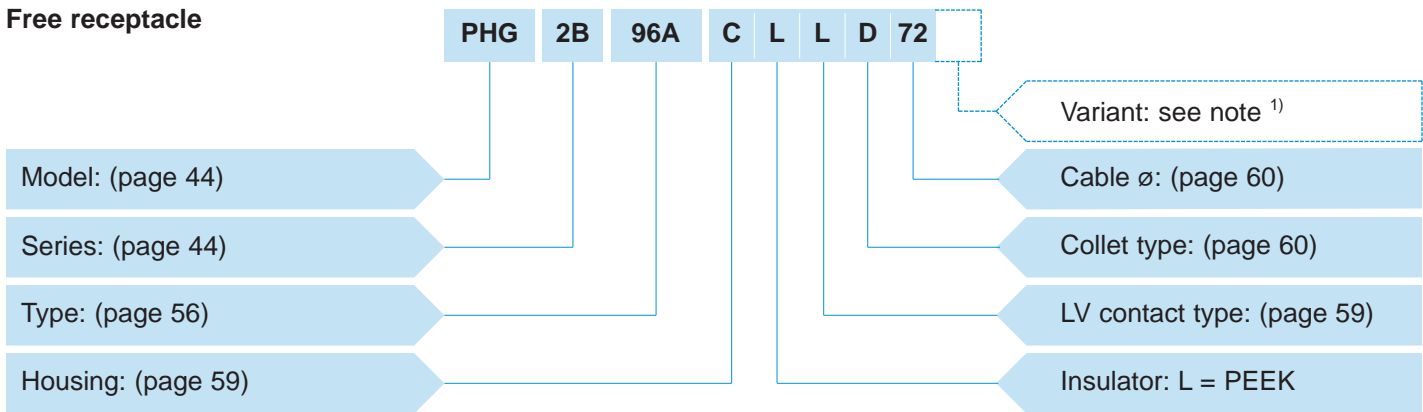 Free receptacle
PHG 2B 96A C L L D 72
Variant: see note 1)
Model: (page 44)
Cable ø: (page 60)
Series: (page 44)
Collet type: (page 60)
Type: (page 56)
LV contact type: (page 59)
Housing: (page 59)
Insulator: L = PEEK